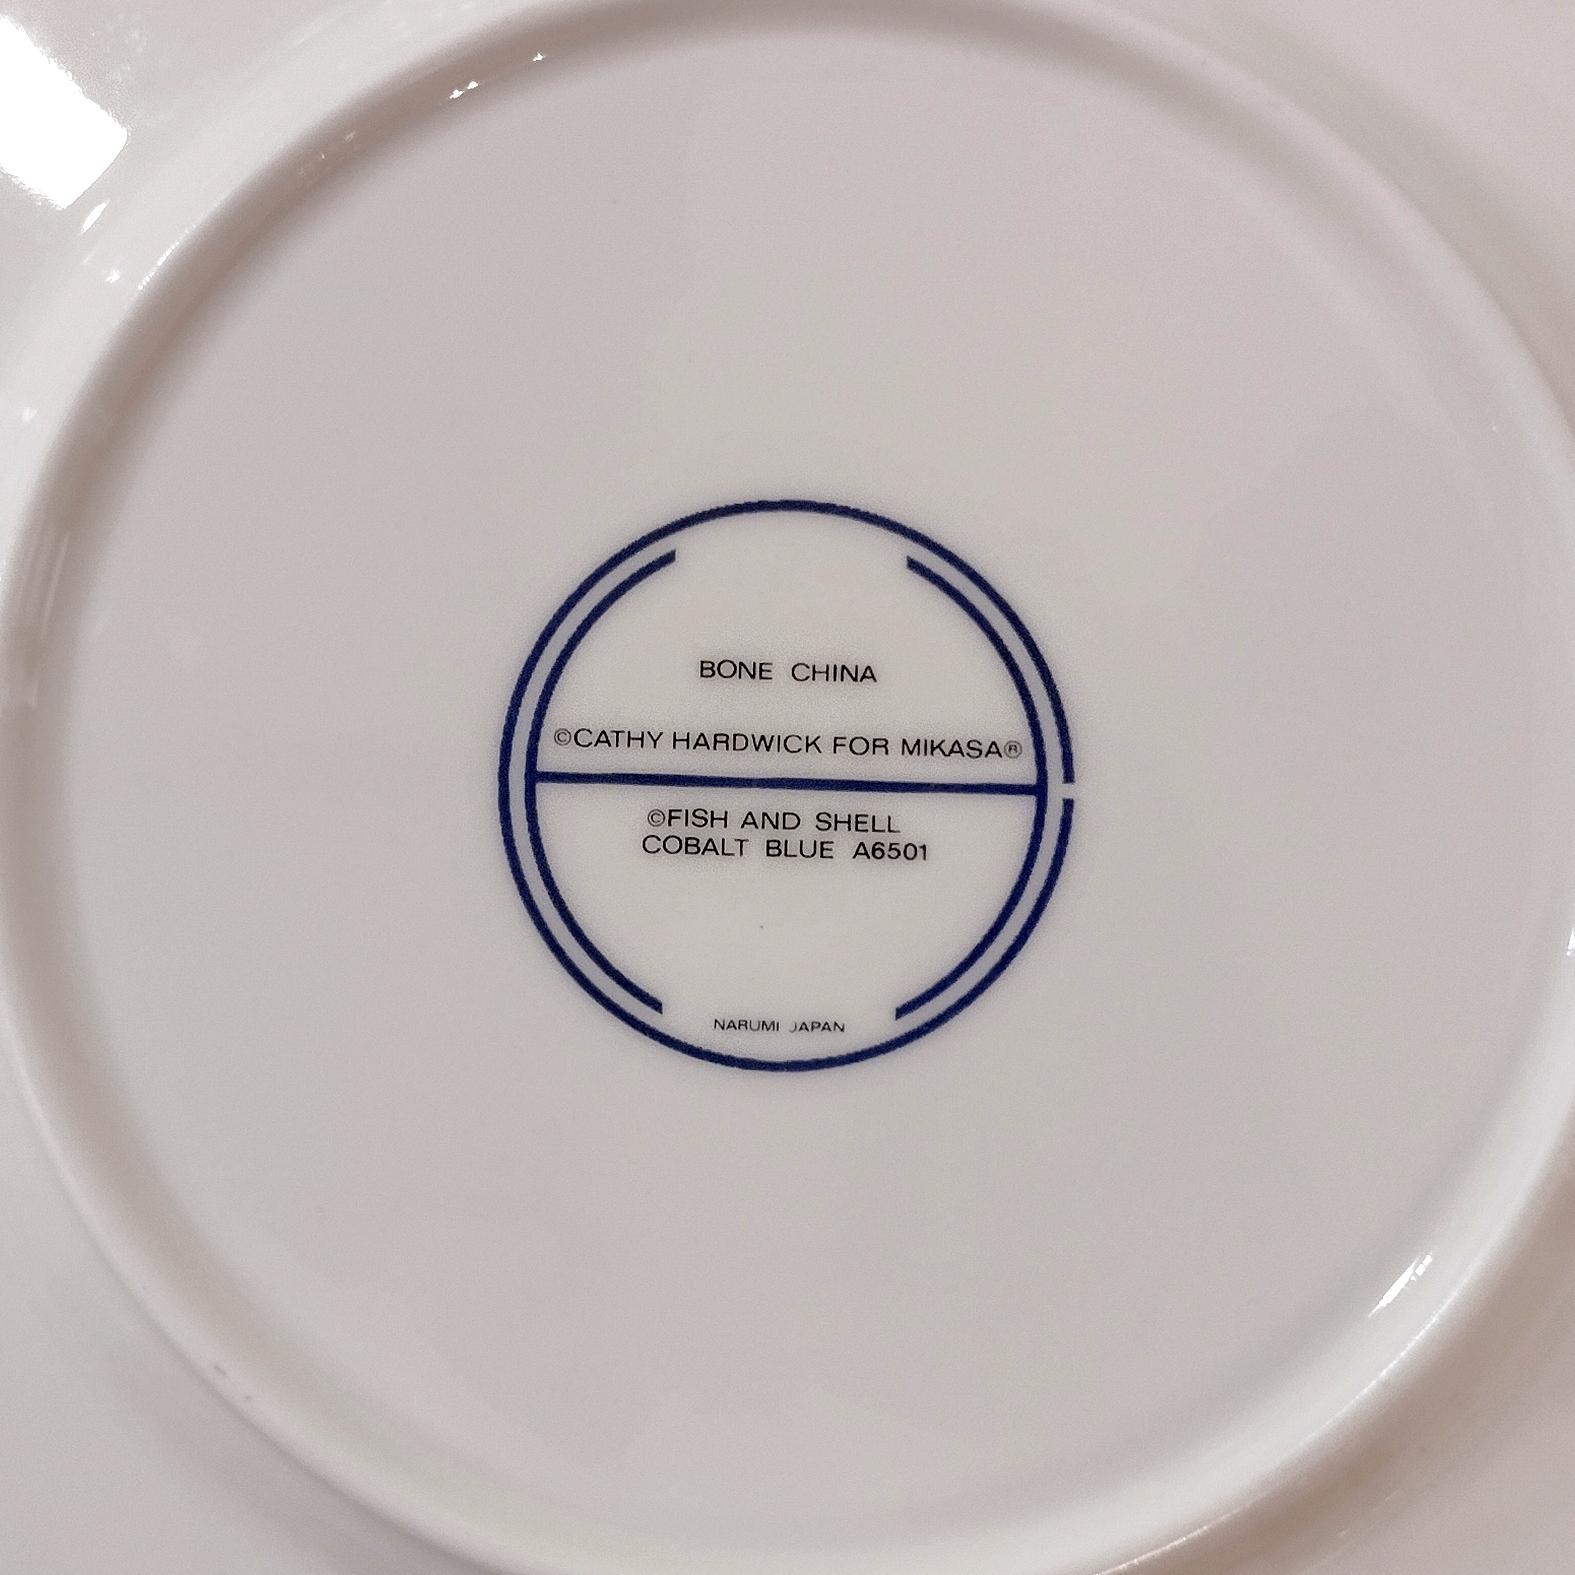 BONE CHINA
©CATHY HARDWICK FOR MIKASA®
©FISH AND SHELL
COBALT BLUE A6501
NARUMI JAPAN